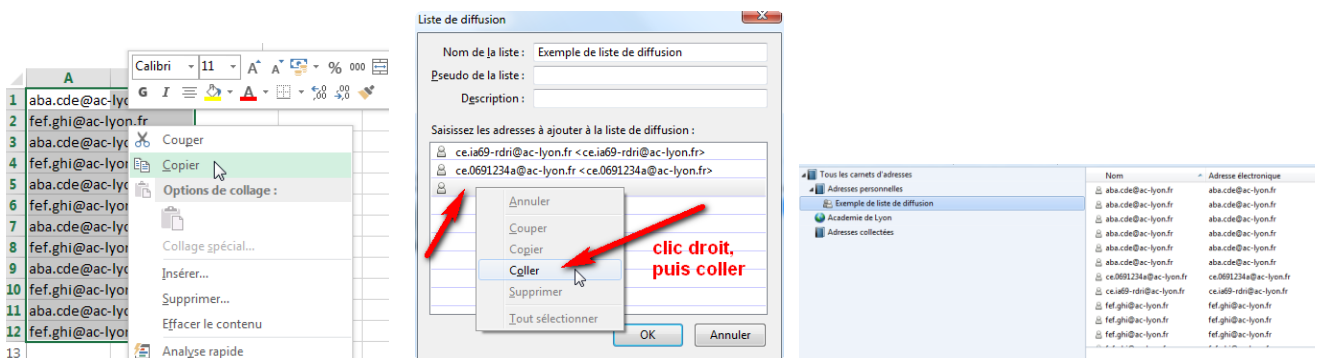 Calibri 11 A A % 000
G I A ,00 ,0
A
1 aba.cde@ac-lyo
2 fef.ghi@ac-lyon.fr
3 aba.cde@ac-lyo
4 fef.ghi@ac-lyon
5 aba.cde@ac-lyo
6 fef.ghi@ac-lyon
7 aba.cde@ac-lyo
8 fef.ghi@ac-lyon
9 aba.cde@ac-lyo
10 fef.ghi@ac-lyon
11 aba.cde@ac-lyo
12 fef.ghi@ac-lyon
13
Couper
Copier
Options de collage :
Collage spécial...
Insérer...
Supprimer...
Effacer le contenu
Analyse rapide
Liste de diffusion
Nom de la liste : Exemple de liste de diffusion
Pseudo de la liste :
Description :
Saisissez les adresses à ajouter à la liste de diffusion :
ce.ia69-rdri@ac-lyon.fr <ce.ia69-rdri@ac-lyon.fr>
ce.0691234a@ac-lyon.fr <ce.0691234a@ac-lyon.fr>
Annuler
Couper
Copier
Coller
Supprimer
Tout sélectionner
clic droit,
puis coller
OK Annuler
Tous les carnets d'adresses
Adresses personnelles
Exemple de liste de diffusion
Academie de Lyon
Adresses collectées
Nom Adresse électronique
aba.cde@ac-lyon.fr aba.cde@ac-lyon.fr
aba.cde@ac-lyon.fr aba.cde@ac-lyon.fr
aba.cde@ac-lyon.fr aba.cde@ac-lyon.fr
aba.cde@ac-lyon.fr aba.cde@ac-lyon.fr
aba.cde@ac-lyon.fr aba.cde@ac-lyon.fr
aba.cde@ac-lyon.fr aba.cde@ac-lyon.fr
ce.0691234a@ac-lyon.fr ce.0691234a@ac-lyon.fr
ce.ia69-rdri@ac-lyon.fr ce.ia69-rdri@ac-lyon.fr
fef.ghi@ac-lyon.fr fef.ghi@ac-lyon.fr
fef.ghi@ac-lyon.fr fef.ghi@ac-lyon.fr
fef.ghi@ac-lyon.fr fef.ghi@ac-lyon.fr